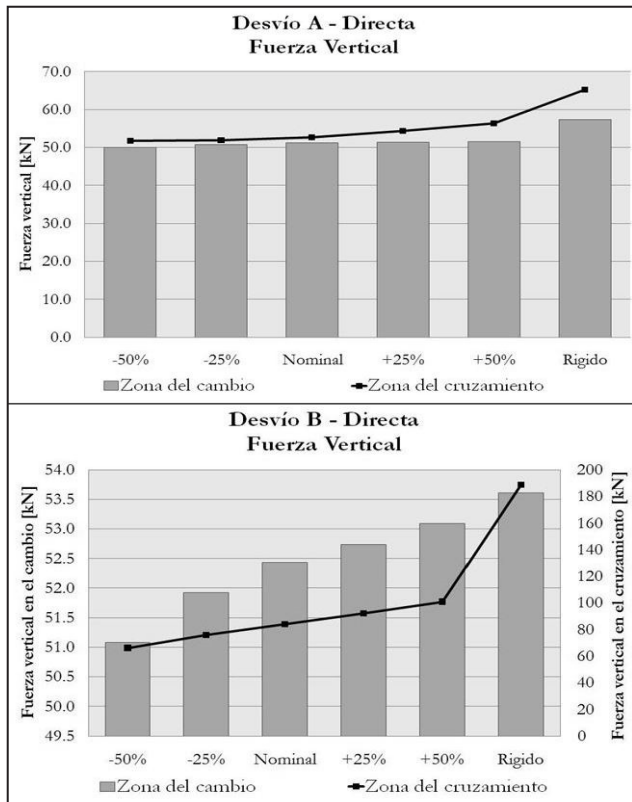 Desvío A - Directa
Fuerza Vertical
Fuerza vertical [kN]
70.0
60.0
50.0
40.0
30.0
20.0
10.0
0.0
-50% -25% Nominal +25% +50% Rigido
Zona del cambio Zona del cruzamiento
Desvío B - Directa
Fuerza Vertical
Fuerza vertical en el cambio [kN]
54.0
53.5
53.0
52.5
52.0
51.5
51.0
50.5
50.0
49.5
200
180
160
140
120
100
80
60
40
20
0
Fuerza vertical en el cruzamiento [kN]
-50% -25% Nominal +25% +50% Rigido
Zona del cambio Zona del cruzamiento